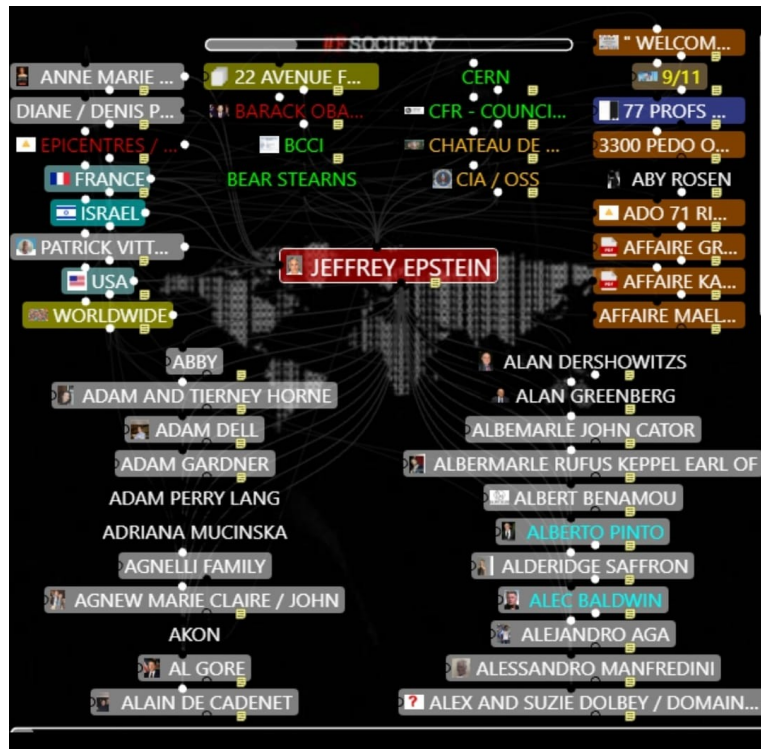 #FSOCIETY
ANNE MARIE ...
22 AVENUE F...
CERN
" WELCOM...
9/11
DIANE / DENIS P...
BARACK OBA...
CFR - COUNCI...
77 PROFS ...
EPICENTRES / ...
BCCI
CHATEAU DE ...
3300 PEDO O...
FRANCE
BEAR STEARNS
CIA / OSS
ABY ROSEN
ISRAEL
ADO 71 RI...
PATRICK VITT...
JEFFREY EPSTEIN
AFFAIRE GR...
USA
AFFAIRE KA...
WORLDWIDE
AFFAIRE MAEL...
ABBY
ALAN DERSHOWITZS
ADAM AND TIERNEY HORNE
ALAN GREENBERG
ADAM DELL
ALBEMARLE JOHN CATOR
ADAM GARDNER
ALBERMARLE RUFUS KEPPEL EARL OF
ADAM PERRY LANG
ALBERT BENAMOU
ADRIANA MUCINSKA
ALBERTO PINTO
AGNELLI FAMILY
ALDERIDGE SAFFRON
AGNEW MARIE CLAIRE / JOHN
ALEC BALDWIN
AKON
ALEJANDRO AGA
AL GORE
ALESSANDRO MANFREDINI
ALAIN DE CADENET
ALEX AND SUZIE DOLBEY / DOMAIN...